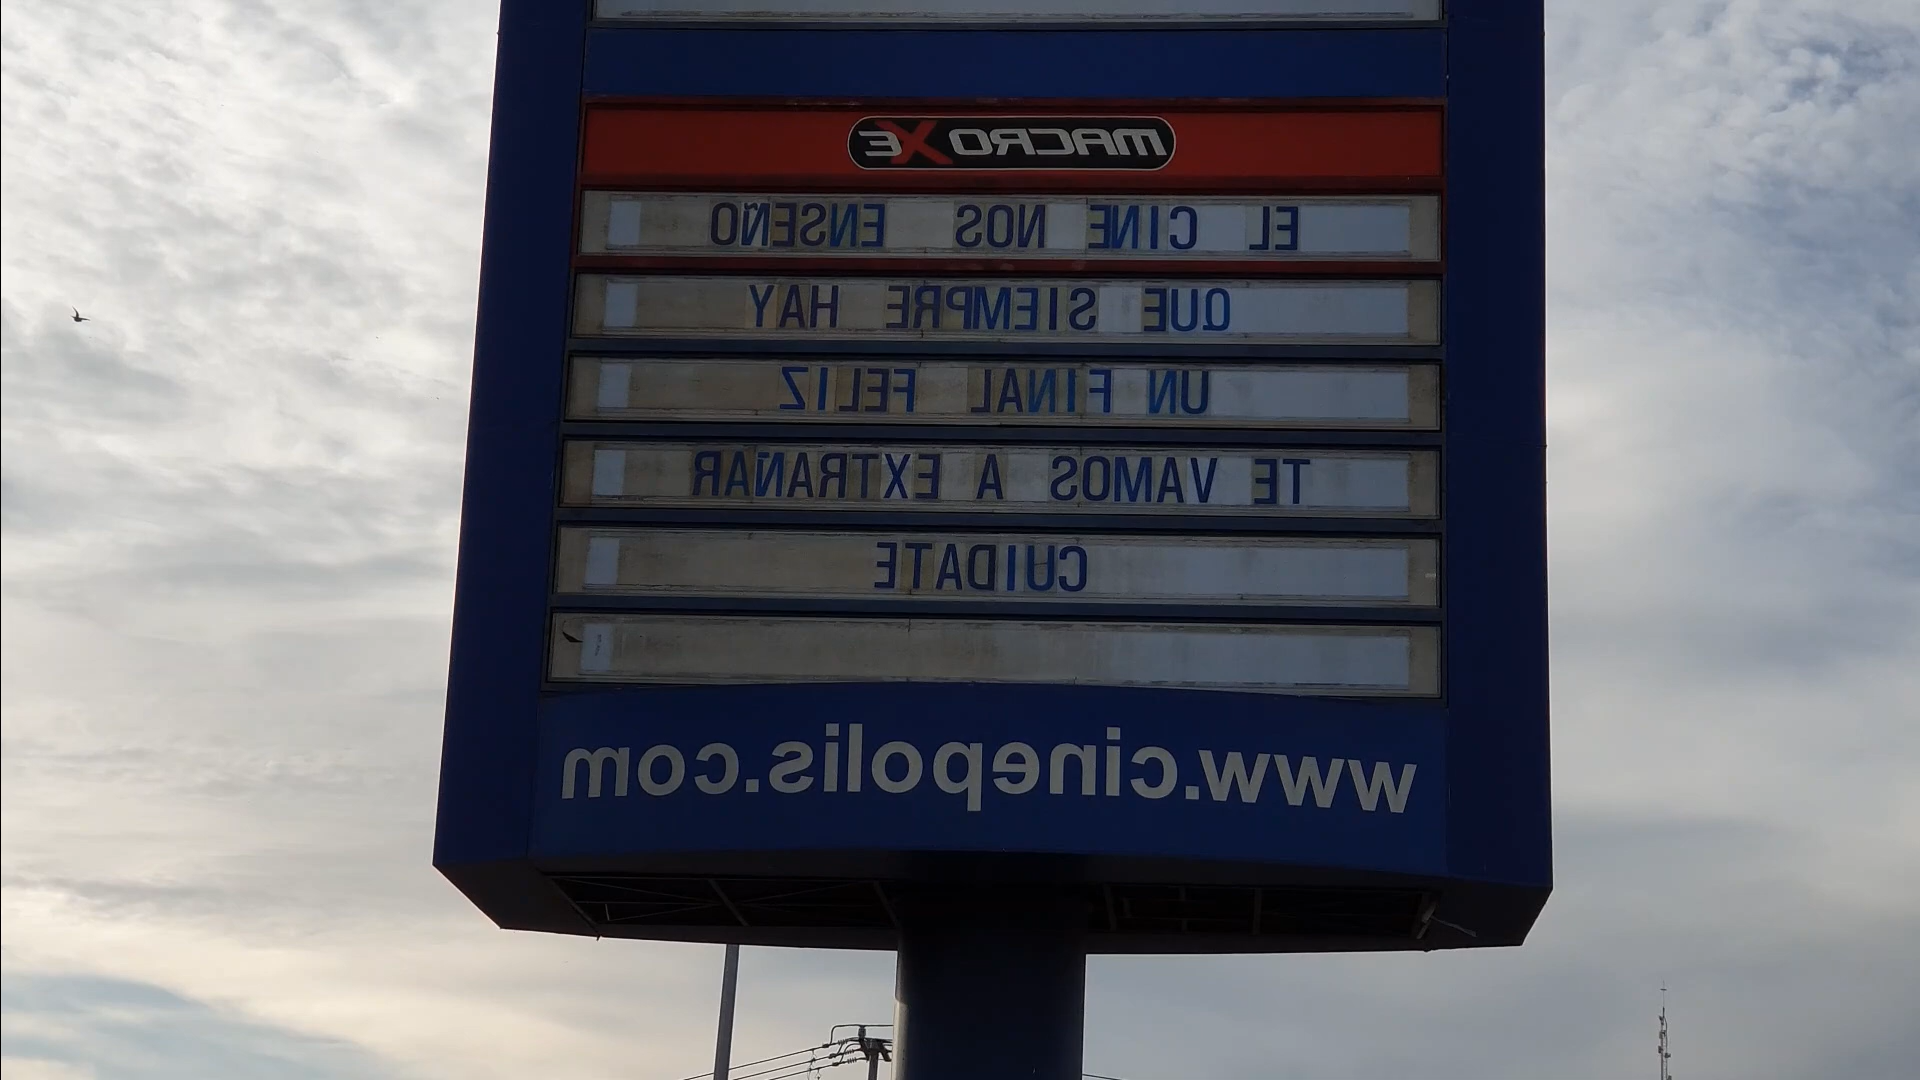 MACRO XE
EL CINE NOS ENSEÑO
QUE SIEMPRE HAY
UN FINAL FELIZ
TE VAMOS A EXTRAÑAR
CUIDATE
www.cinepolis.com